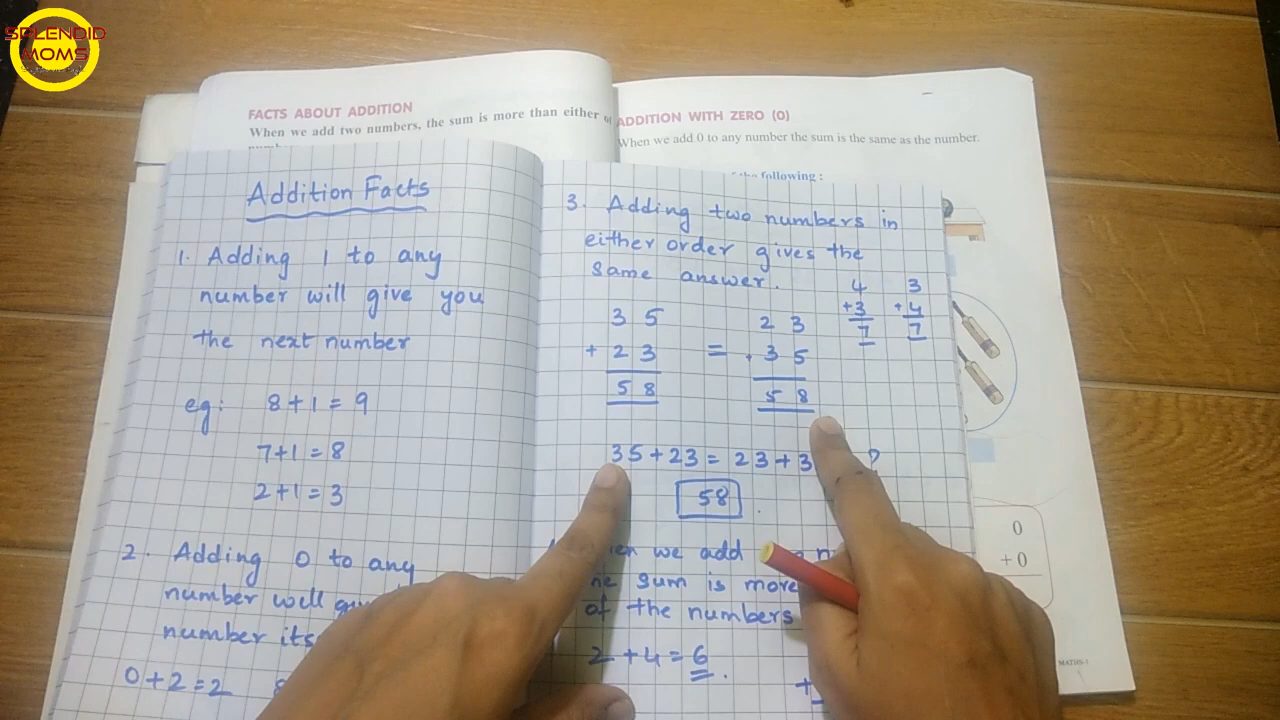 SPLENDID
MOMS
FACTS ABOUT ADDITION
When we add two numbers, the sum is more than either of
ADDITION WITH ZERO (0)
When we add 0 to any number the sum is the same as the number.
following :
Addition Facts
1. Adding 1 to any
number will give you
the next number
eg: 8+1=9
7+1=8
2+1=3
2. Adding 0 to any
number will
number
0+2=2
3. Adding two numbers in
either order gives the
same answer.
4 3
+3 +4
7 7
3 5 2 3
+ 2 3 = + 3 5
5 8 5 8
35+23=23+3
58
we add
sum is more
of the numbers
2+4=6
0
+ 0
MATHS-1